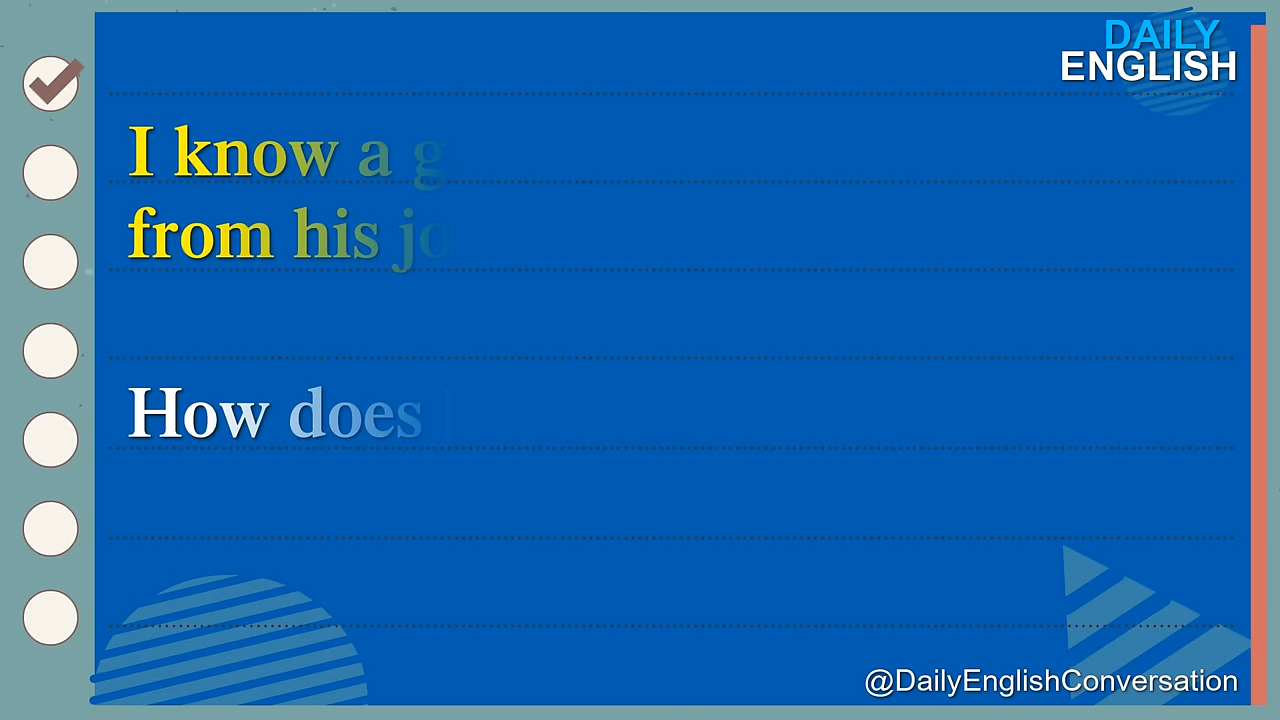 DAILY
ENGLISH
I know a
from his
How does
@DailyEnglishConversation